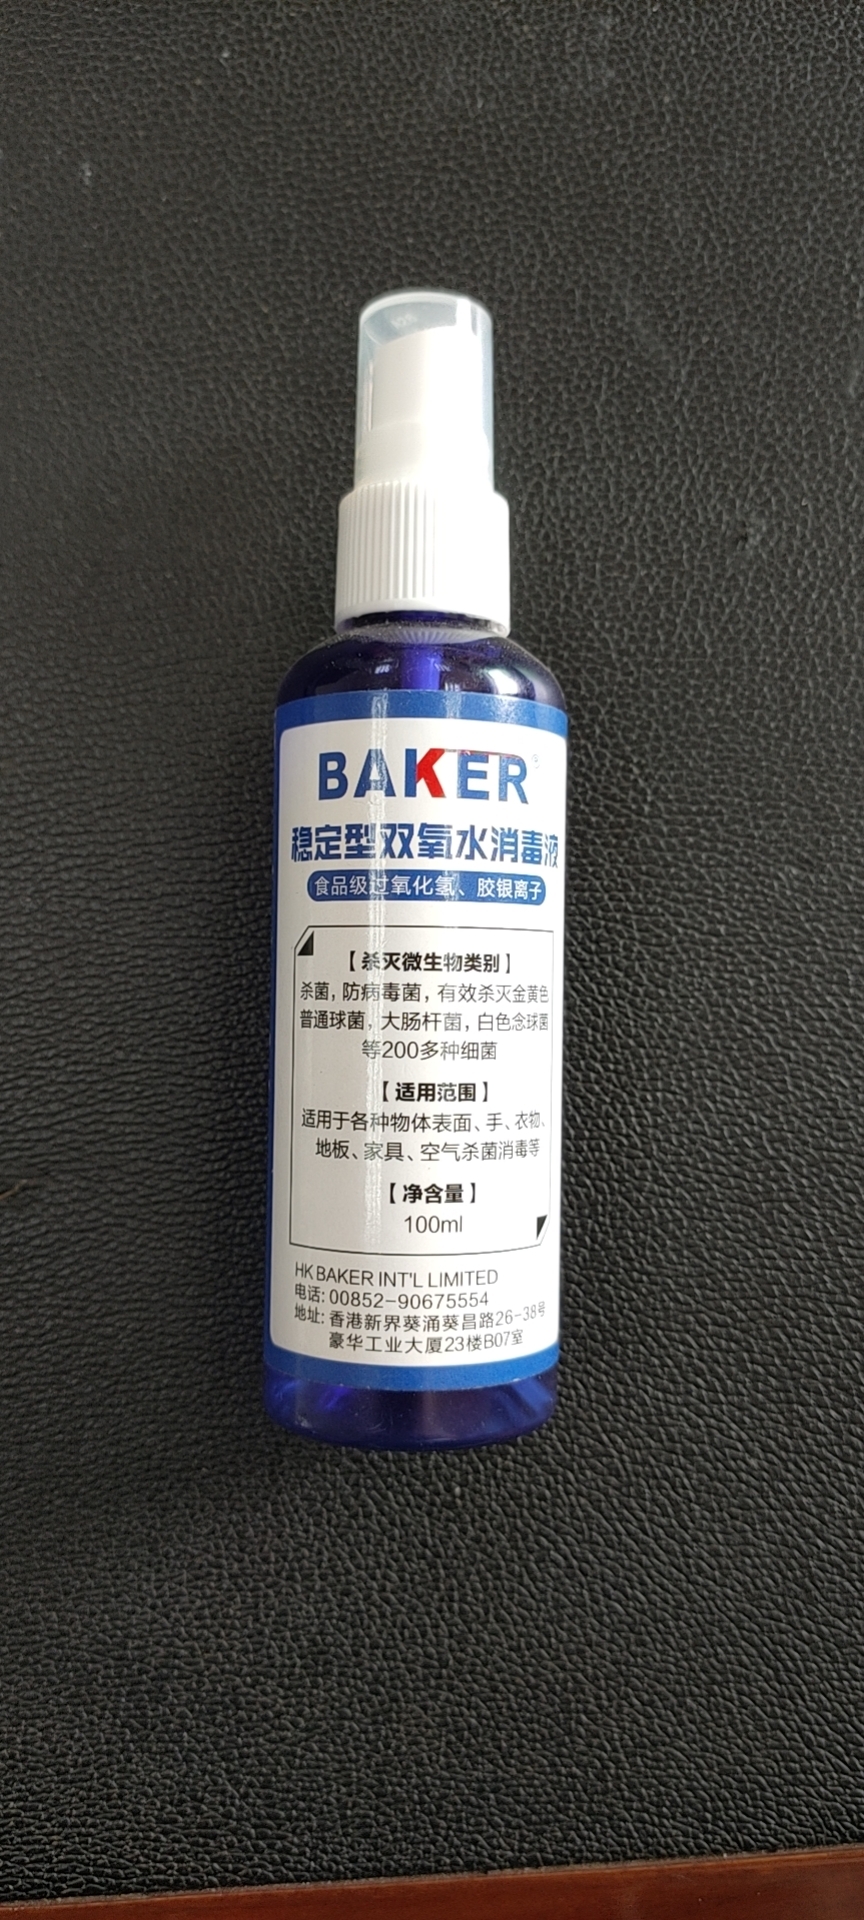 BAKER®
稳定型双氧水消毒液
食品级过氧化氢、胶银离子
【杀灭微生物类别】
杀菌,防病毒菌,有效杀灭金黄色
普通球菌,大肠杆菌,白色念球菌
等200多种细菌
【适用范围】
适用于各种物体表面、手、衣物、
地板、家具、空气杀菌消毒等
【净含量】
100ml
HK BAKER INT'L LIMITED
电话: 00852-90675554
地址: 香港新界葵涌葵昌路26-38号
豪华工业大厦23楼B07室